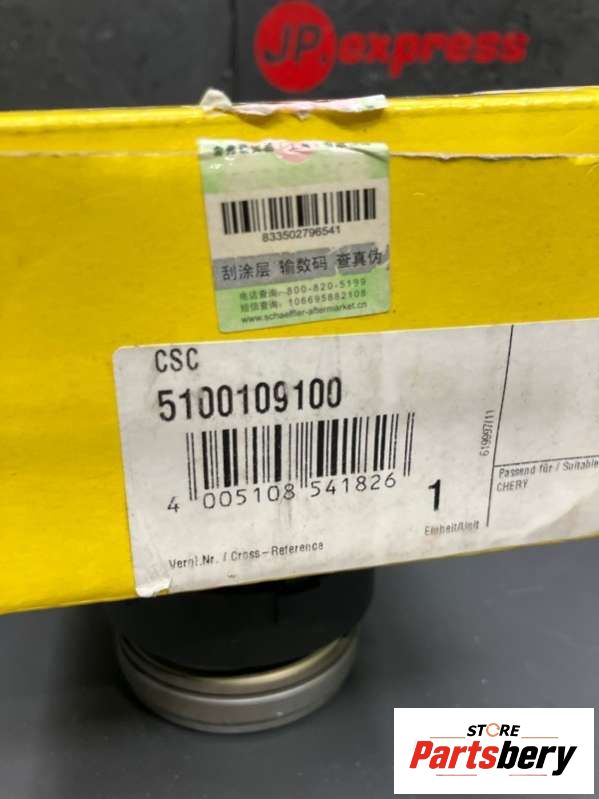 JP.express
833502796541
刮涂层 输数码 查真伪
电话查询:400-820-5199
短信查询:106695882108
www.schaeffler-aftermarket.cn
CSC
5100109100
4 005108 541826
1
Einheit/Unit
619997/11
Passend für / Suitable
CHERY
Vergl.Nr. / Cross-Reference
STORE
Partsbery